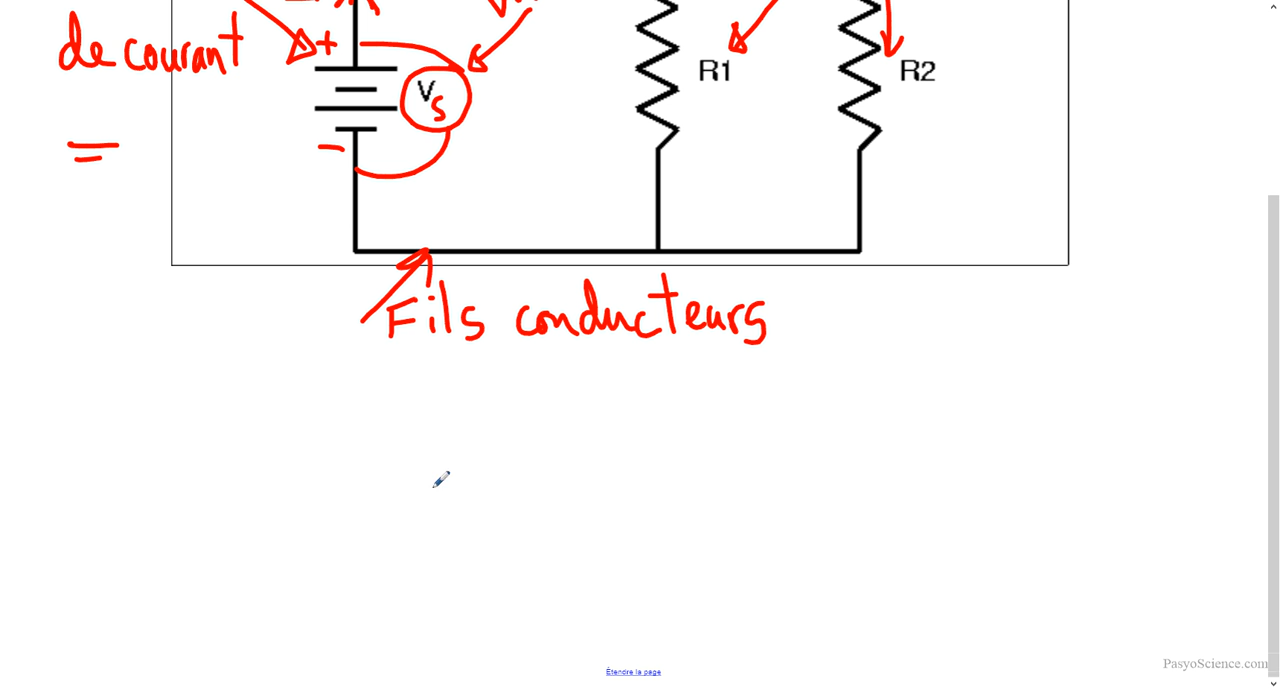 de courant
+
Vs
-
=
R1
R2
Fils conducteurs
PasyoScience.com
Étendre la page